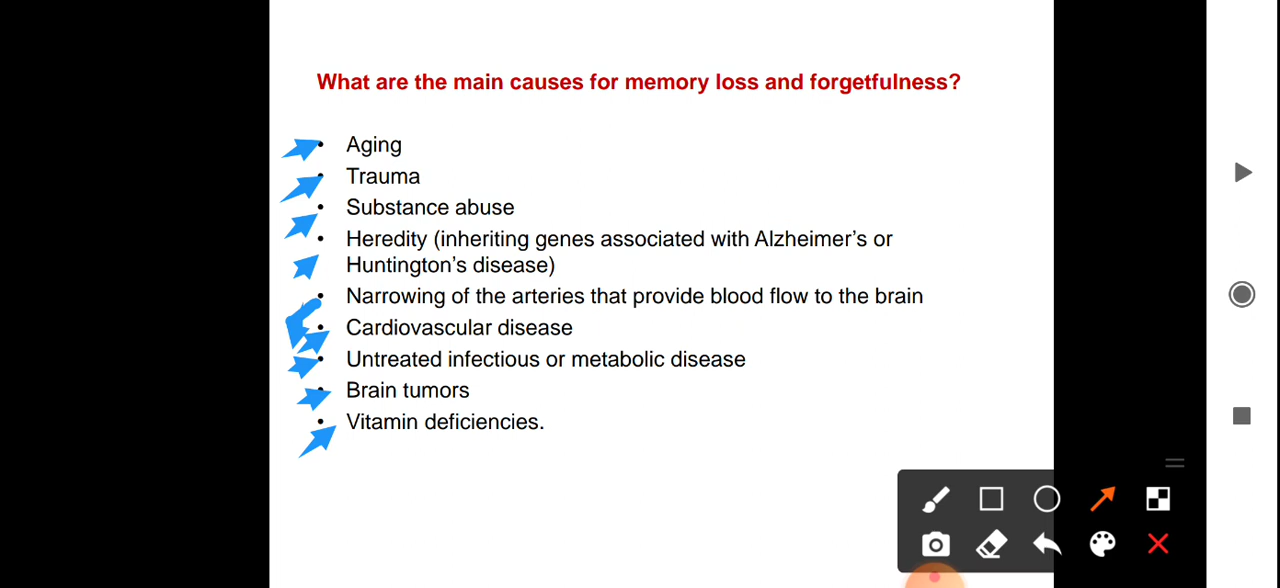 What are the main causes for memory loss and forgetfulness?
• Aging
• Trauma
• Substance abuse
• Heredity (inheriting genes associated with Alzheimer’s or
Huntington’s disease)
• Narrowing of the arteries that provide blood flow to the brain
• Cardiovascular disease
• Untreated infectious or metabolic disease
• Brain tumors
• Vitamin deficiencies.